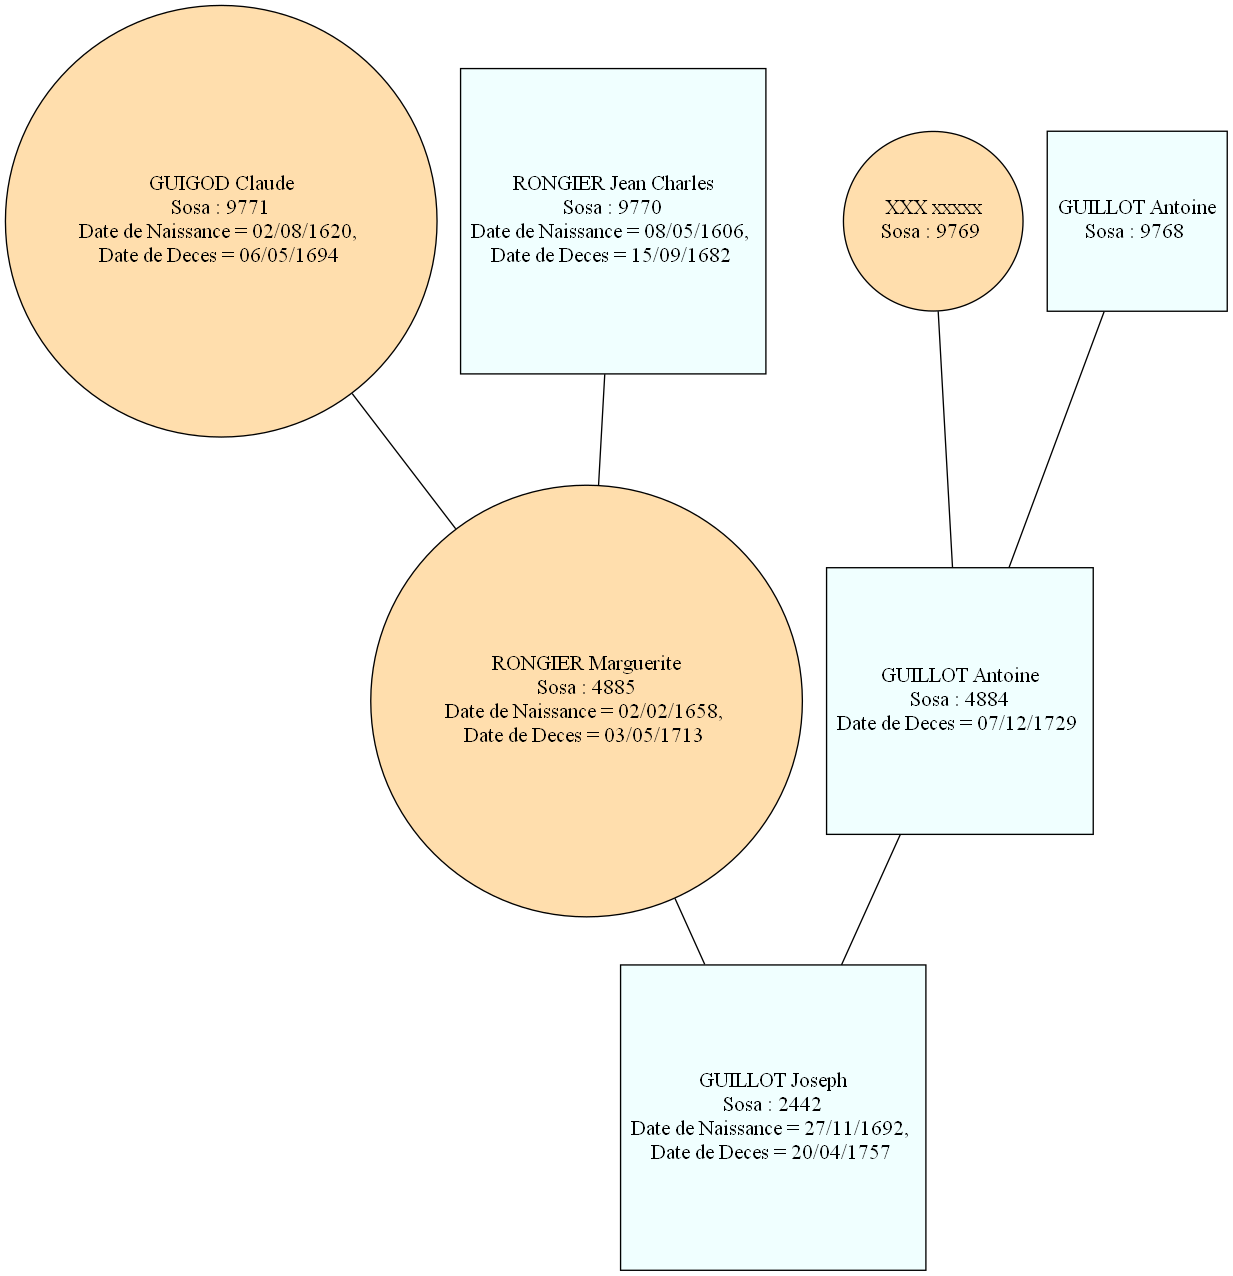 GUIGOD Claude
Sosa : 9771
Date de Naissance = 02/08/1620,
Date de Deces = 06/05/1694
RONGIER Jean Charles
Sosa : 9770
Date de Naissance = 08/05/1606,
Date de Deces = 15/09/1682
XXX xxxxx
Sosa : 9769
GUILLOT Antoine
Sosa : 9768
RONGIER Marguerite
Sosa : 4885
Date de Naissance = 02/02/1658,
Date de Deces = 03/05/1713
GUILLOT Antoine
Sosa : 4884
Date de Deces = 07/12/1729
GUILLOT Joseph
Sosa : 2442
Date de Naissance = 27/11/1692,
Date de Deces = 20/04/1757